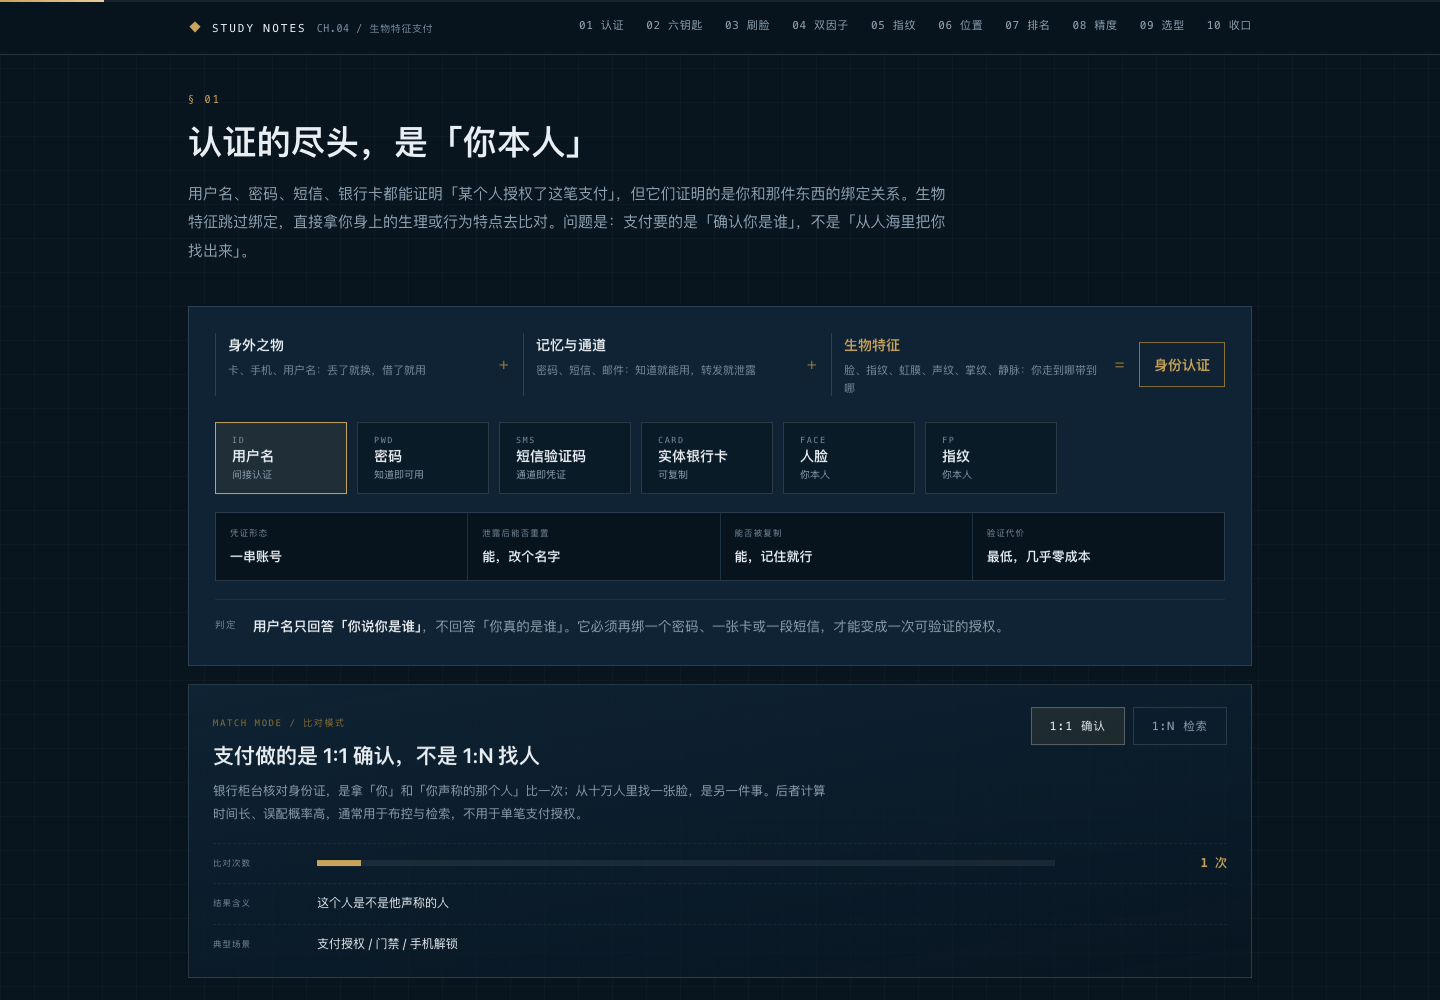 ◆ STUDY NOTES CH.04 / 生物特征支付
01 认证 02 六钥匙 03 刷脸 04 双因子 05 指纹 06 位置 07 排名 08 精度 09 选型 10 收口
§ 01
认证的尽头，是「你本人」
用户名、密码、短信、银行卡都能证明「某个人授权了这笔支付」，但它们证明的是你和那件东西的绑定关系。生物
特征跳过绑定，直接拿你身上的生理或行为特点去比对。问题是：支付要的是「确认你是谁」，不是「从人海里把你
找出来」。
身外之物
卡、手机、用户名：丢了就换，借了就用
+
记忆与通道
密码、短信、邮件：知道就能用，转发就泄露
+
生物特征
脸、指纹、虹膜、声纹、掌纹、静脉：你走到哪带到
哪
=
身份认证
ID
用户名
间接认证
PWD
密码
知道即可用
SMS
短信验证码
通道即凭证
CARD
实体银行卡
可复制
FACE
人脸
你本人
FP
指纹
你本人
凭证形态
一串账号
泄露后能否重置
能，改个名字
能否被复制
能，记住就行
验证代价
最低，几乎零成本
判定 用户名只回答「你说你是谁」，不回答「你真的是谁」。它必须再绑一个密码、一张卡或一段短信，才能变成一次可验证的授权。
MATCH MODE / 比对模式
支付做的是 1:1 确认，不是 1:N 找人
银行柜台核对身份证，是拿「你」和「你声称的那个人」比一次；从十万人里找一张脸，是另一件事。后者计算
时间长、误配概率高，通常用于布控与检索，不用于单笔支付授权。
1:1 确认
1:N 检索
比对次数 1 次
结果含义 这个人是不是他声称的人
典型场景 支付授权 / 门禁 / 手机解锁